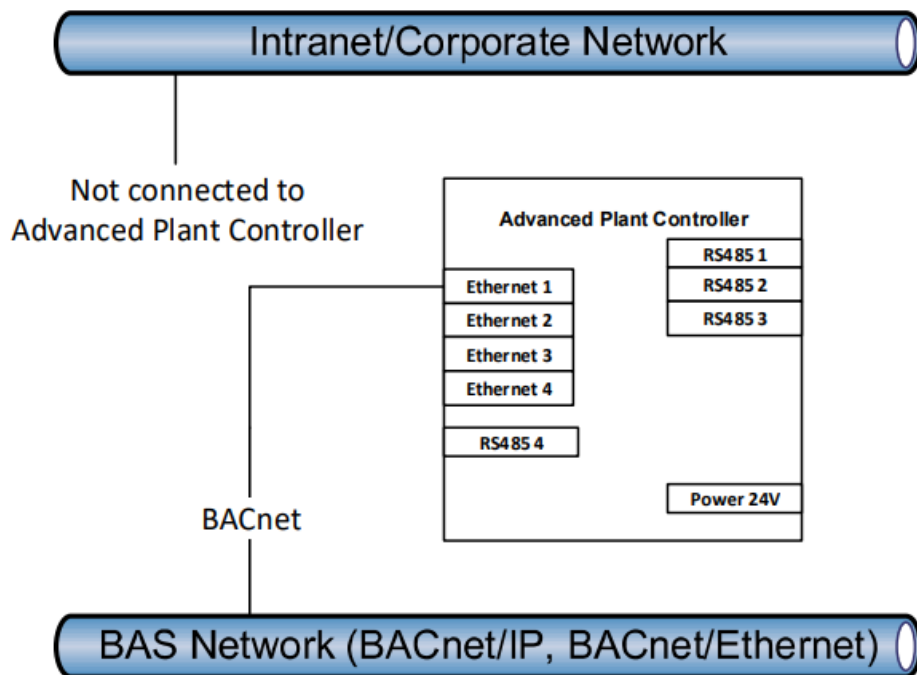 Intranet/Corporate Network
Not connected to
Advanced Plant Controller
Advanced Plant Controller
RS485 1
RS485 2
RS485 3
Ethernet 1
Ethernet 2
Ethernet 3
Ethernet 4
RS485 4
Power 24V
BACnet
BAS Network (BACnet/IP, BACnet/Ethernet)